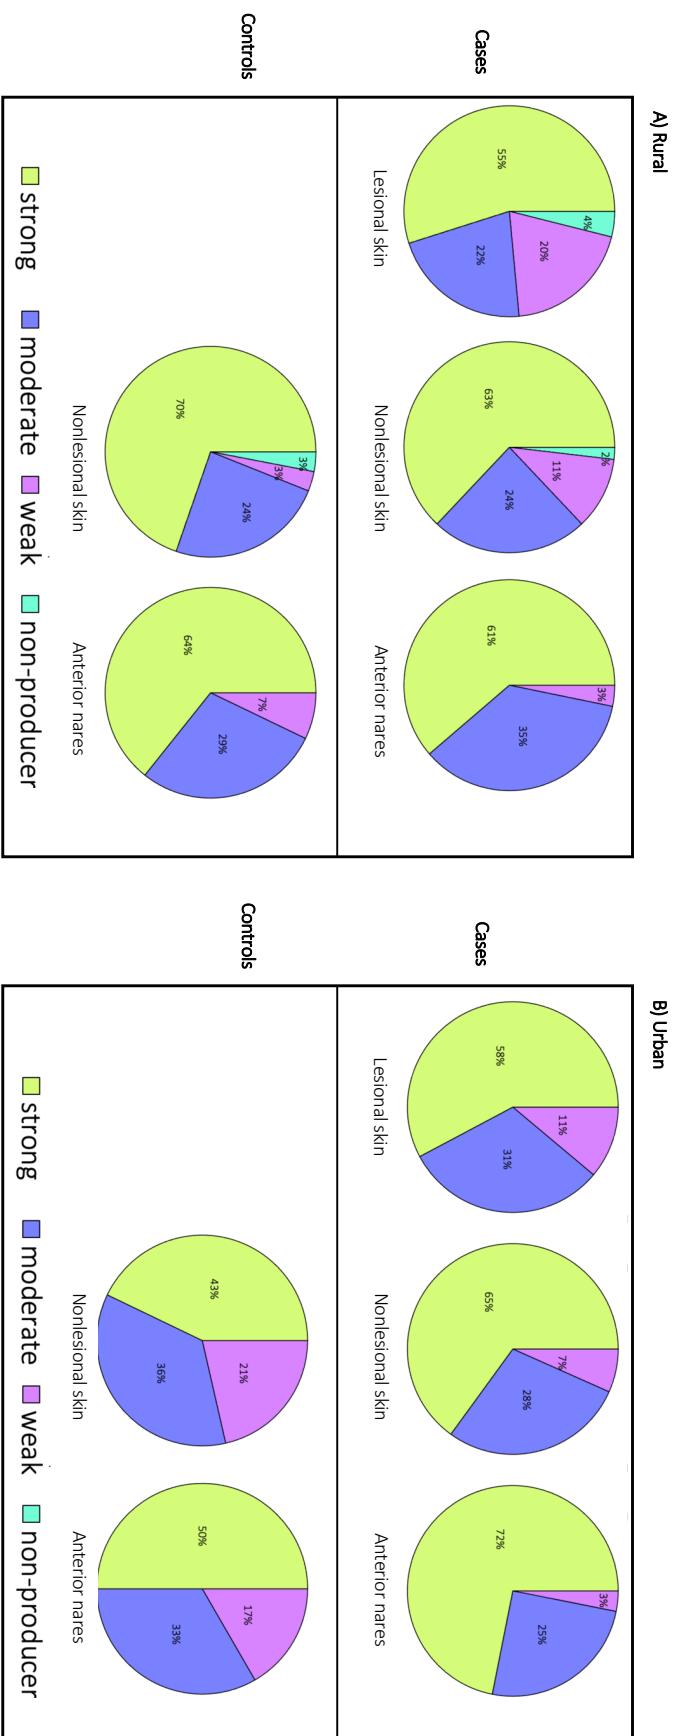 A) Rural
Cases
55%
22%
20%
4%
Lesional skin
63%
24%
11%
2%
Nonlesional skin
61%
35%
3%
Anterior nares
Controls
70%
24%
3%
3%
Nonlesional skin
64%
29%
7%
Anterior nares
strong moderate weak non-producer
B) Urban
Cases
58%
31%
11%
Lesional skin
65%
28%
7%
Nonlesional skin
72%
25%
3%
Anterior nares
Controls
43%
36%
21%
Nonlesional skin
50%
33%
17%
Anterior nares
strong moderate weak non-producer